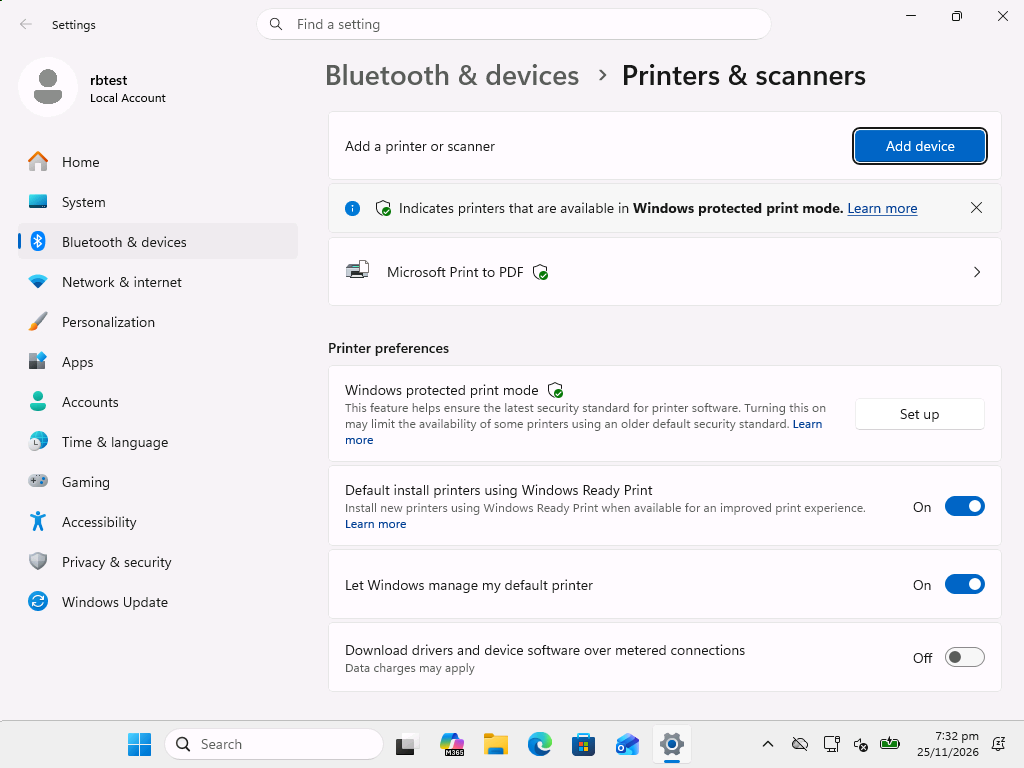 Settings
Find a setting
rbtest
Local Account
Home
System
Bluetooth & devices
Network & internet
Personalization
Apps
Accounts
Time & language
Gaming
Accessibility
Privacy & security
Windows Update
Bluetooth & devices > Printers & scanners
Add a printer or scanner
Add device
Indicates printers that are available in Windows protected print mode. Learn more
Microsoft Print to PDF
Printer preferences
Windows protected print mode
This feature helps ensure the latest security standard for printer software. Turning this on
may limit the availability of some printers using an older default security standard. Learn
more
Set up
Default install printers using Windows Ready Print
Install new printers using Windows Ready Print when available for an improved print experience.
Learn more
On
Let Windows manage my default printer
On
Download drivers and device software over metered connections
Data charges may apply
Off
Search
M365
7:32 pm
25/11/2026